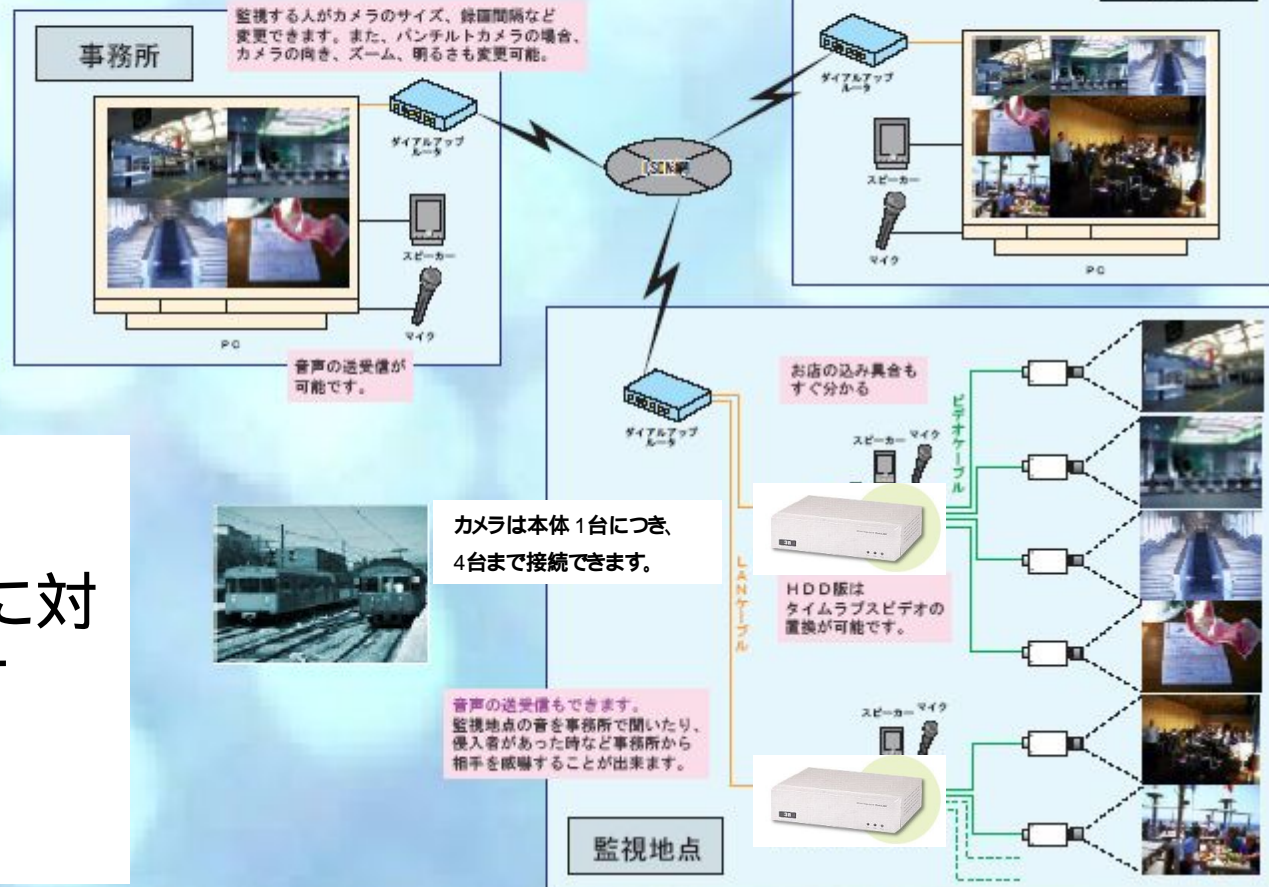 監視する人がカメラのサイズ、録画間隔など
変更できます。また、パンチルトカメラの場合、
カメラの向き、ズーム、明るさも変更可能。
事務所
ダイアルアップ
ルータ
スピーカー
マイク
PC
音声の送受信が
可能です。
ISDN網
ダイアルアップ
ルータ
スピーカー
マイク
PC
ダイアルアップ
ルータ
お店の込み具合も
すぐ分かる
スピーカー マイク
ビデオケーブル
カメラは本体1台につき、
4台まで接続できます。
LANケーブル
HDD版は
タイムラプスビデオの
置換が可能です。
に対
音声の送受信もできます。
監視地点の音を事務所で聞いたり、
侵入者があった時など事務所から
相手を威嚇することが出来ます。
スピーカー マイク
監視地点